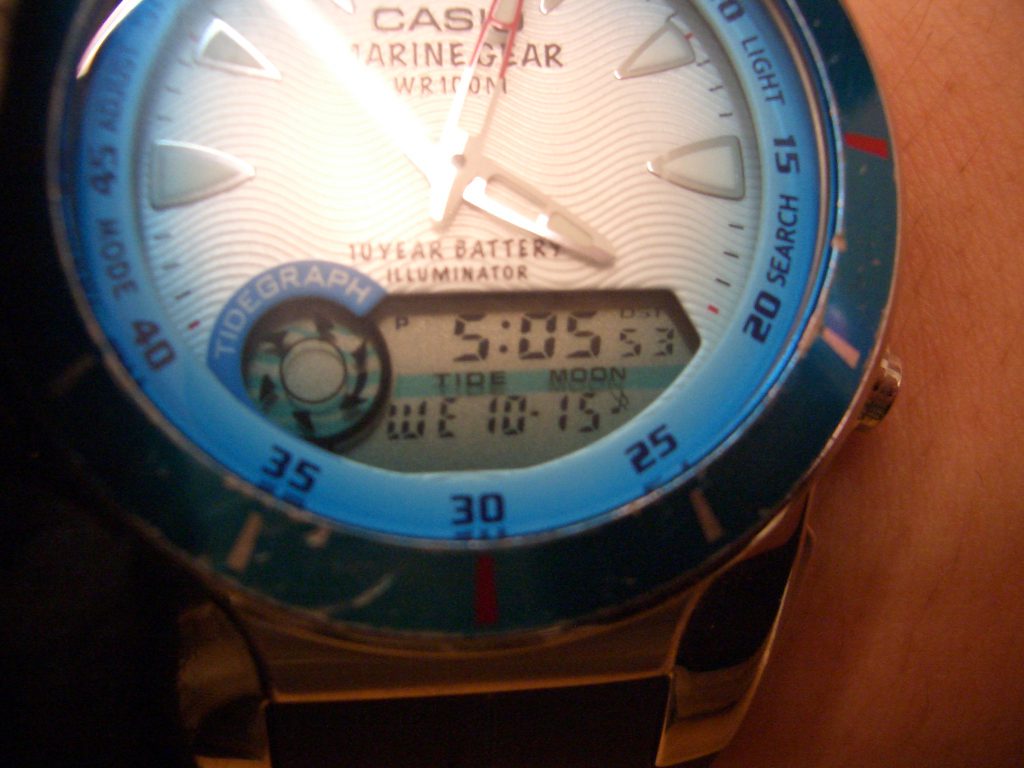 CASIO
MARINE GEAR
WR100M
10 YEAR BATTERY
ILLUMINATOR
TIDEGRAPH
P 5:05 53
DST
TIDE MOON
WE 10-15
LIGHT
15
SEARCH
20
25
30
35
40
MODE
45
ADJUST